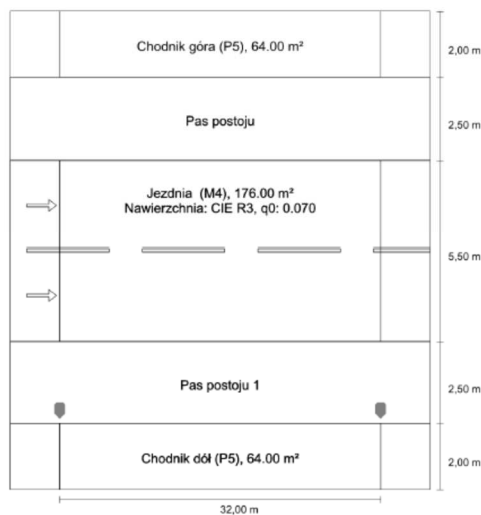 Chodnik góra (P5), 64.00 m²
2,00 m
Pas postoju
2,50 m
Jezdnia (M4), 176.00 m²
Nawierzchnia: CIE R3, q0: 0.070
5,50 m
Pas postoju 1
2,50 m
Chodnik dół (P5), 64.00 m²
2,00 m
32,00 m